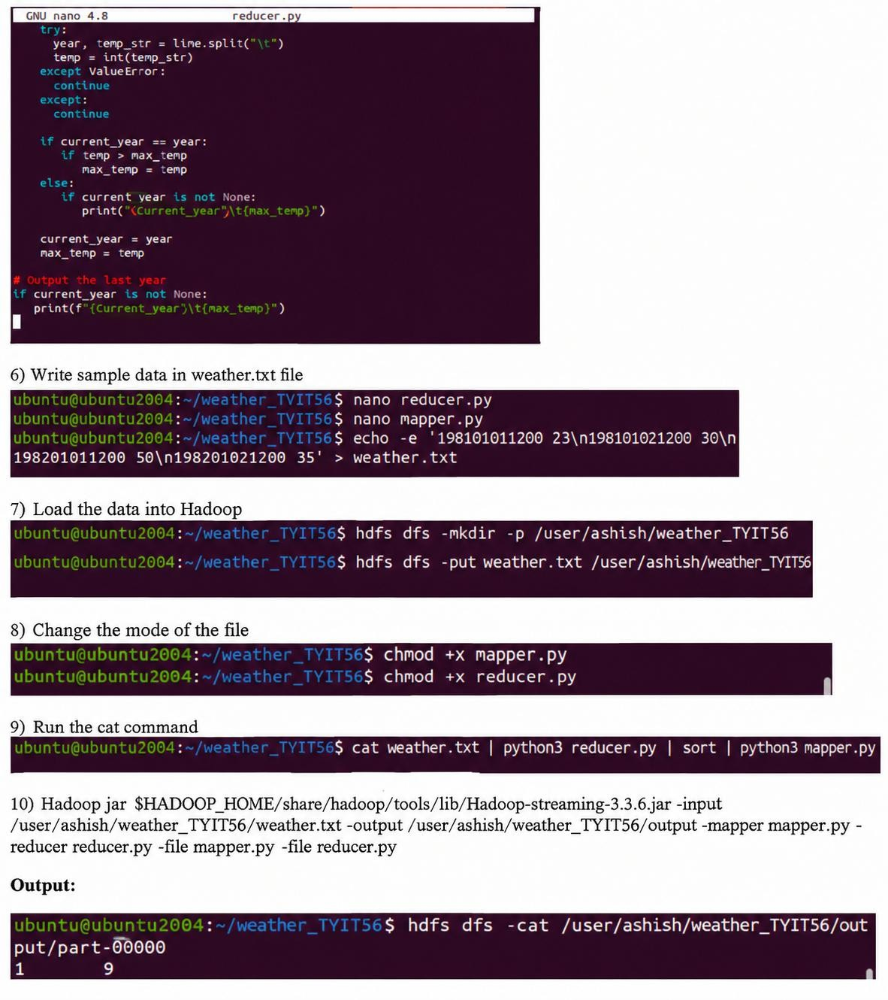 GNU nano 4.8 reducer.py
try:
year, temp_str = lime.split("\t")
temp = int(temp_str)
except ValueError:
continue
except:
continue
if current_year == year:
if temp > max_temp
max_temp = temp
else:
if current year is not None:
print("(Current_year")\t{max_temp}")
current_year = year
max_temp = temp
# Output the last year
if current_year is not None:
print(f"{Current_year}\t{max_temp}")
6) Write sample data in weather.txt file
ubuntu@ubuntu2004:~/weather_TYIT56$ nano reducer.py
ubuntu@ubuntu2004:~/weather_TYIT56$ nano mapper.py
ubuntu@ubuntu2004:~/weather_TYIT56$ echo -e '198101011200 23\n198101021200 30\n
198201011200 50\n198201021200 35' > weather.txt
7) Load the data into Hadoop
ubuntu@ubuntu2004:~/weather_TYIT56$ hdfs dfs -mkdir -p /user/ashish/weather_TYIT56
ubuntu@ubuntu2004:~/weather_TYIT56$ hdfs dfs -put weather.txt /user/ashish/weather_TYIT56
8) Change the mode of the file
ubuntu@ubuntu2004:~/weather_TYIT56$ chmod +x mapper.py
ubuntu@ubuntu2004:~/weather_TYIT56$ chmod +x reducer.py
9) Run the cat command
ubuntu@ubuntu2004:~/weather_TYIT56$ cat weather.txt | python3 reducer.py | sort | python3 mapper.py
10) Hadoop jar $HADOOP_HOME/share/hadoop/tools/lib/Hadoop-streaming-3.3.6.jar -input
/user/ashish/weather_TYIT56/weather.txt -output /user/ashish/weather_TYIT56/output -mapper mapper.py -
reducer reducer.py -file mapper.py -file reducer.py
Output:
ubuntu@ubuntu2004:~/weather_TYIT56$ hdfs dfs -cat /user/ashish/weather_TYIT56/out
put/part-00000
1 9